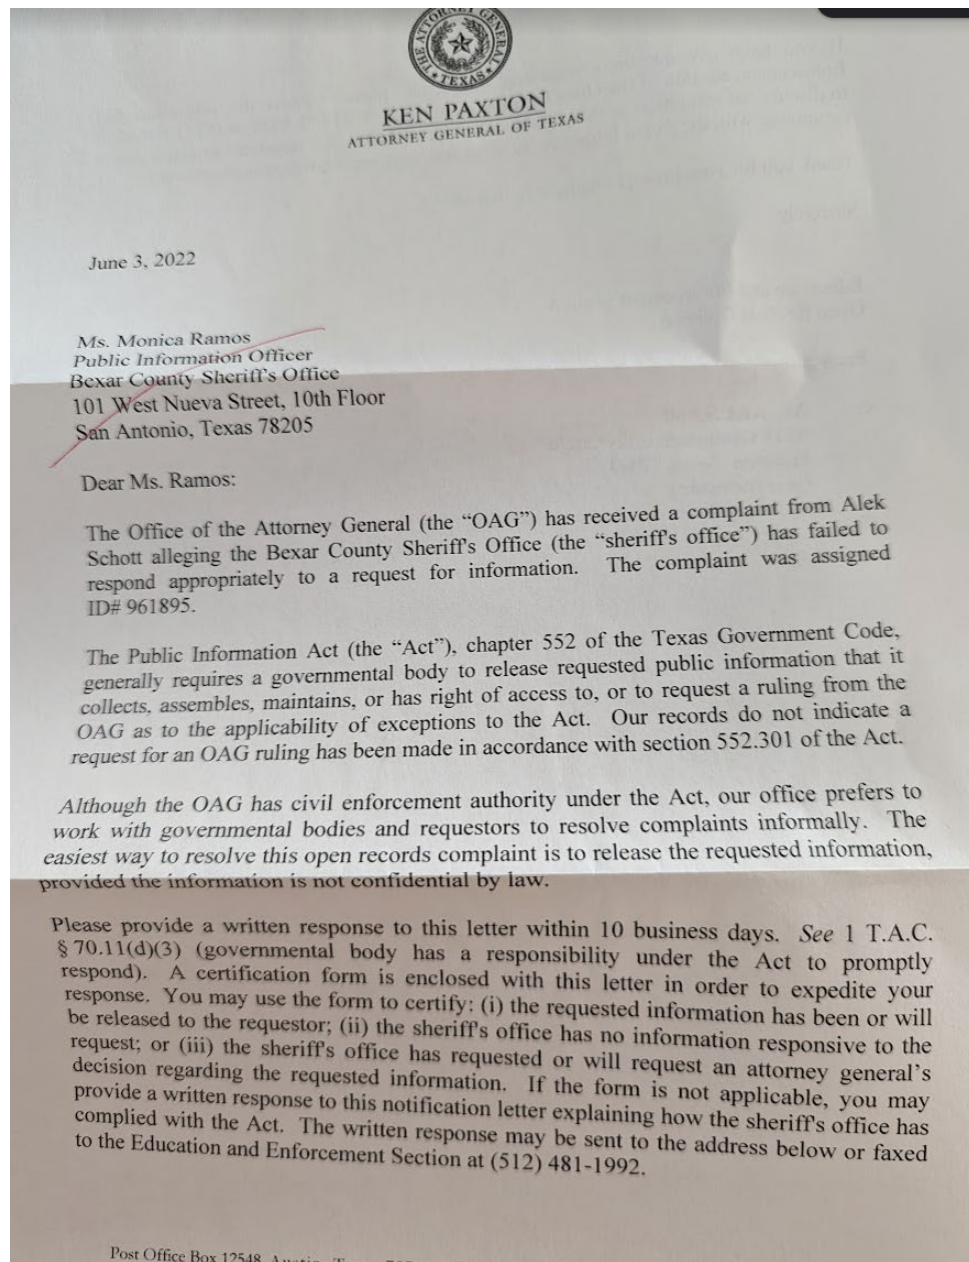 THE ATTORNEY GENERAL
TEXAS
KEN PAXTON
ATTORNEY GENERAL OF TEXAS
June 3, 2022
Ms. Monica Ramos
Public Information Officer
Bexar County Sheriff's Office
101 West Nueva Street, 10th Floor
San Antonio, Texas 78205
Dear Ms. Ramos:
The Office of the Attorney General (the “OAG”) has received a complaint from Alek
Schott alleging the Bexar County Sheriff's Office (the “sheriff's office”) has failed to
respond appropriately to a request for information. The complaint was assigned
ID# 961895.
The Public Information Act (the “Act”), chapter 552 of the Texas Government Code,
generally requires a governmental body to release requested public information that it
collects, assembles, maintains, or has right of access to, or to request a ruling from the
OAG as to the applicability of exceptions to the Act. Our records do not indicate a
request for an OAG ruling has been made in accordance with section 552.301 of the Act.
Although the OAG has civil enforcement authority under the Act, our office prefers to
work with governmental bodies and requestors to resolve complaints informally. The
easiest way to resolve this open records complaint is to release the requested information,
provided the information is not confidential by law.
Please provide a written response to this letter within 10 business days. See 1 T.A.C.
§ 70.11(d)(3) (governmental body has a responsibility under the Act to promptly
respond). A certification form is enclosed with this letter in order to expedite your
response. You may use the form to certify: (i) the requested information has been or will
be released to the requestor; (ii) the sheriff's office has no information responsive to the
request; or (iii) the sheriff's office has requested or will request an attorney general's
decision regarding the requested information. If the form is not applicable, you may
provide a written response to this notification letter explaining how the sheriff's office has
complied with the Act. The written response may be sent to the address below or faxed
to the Education and Enforcement Section at (512) 481-1992.
Post Office Box 12548